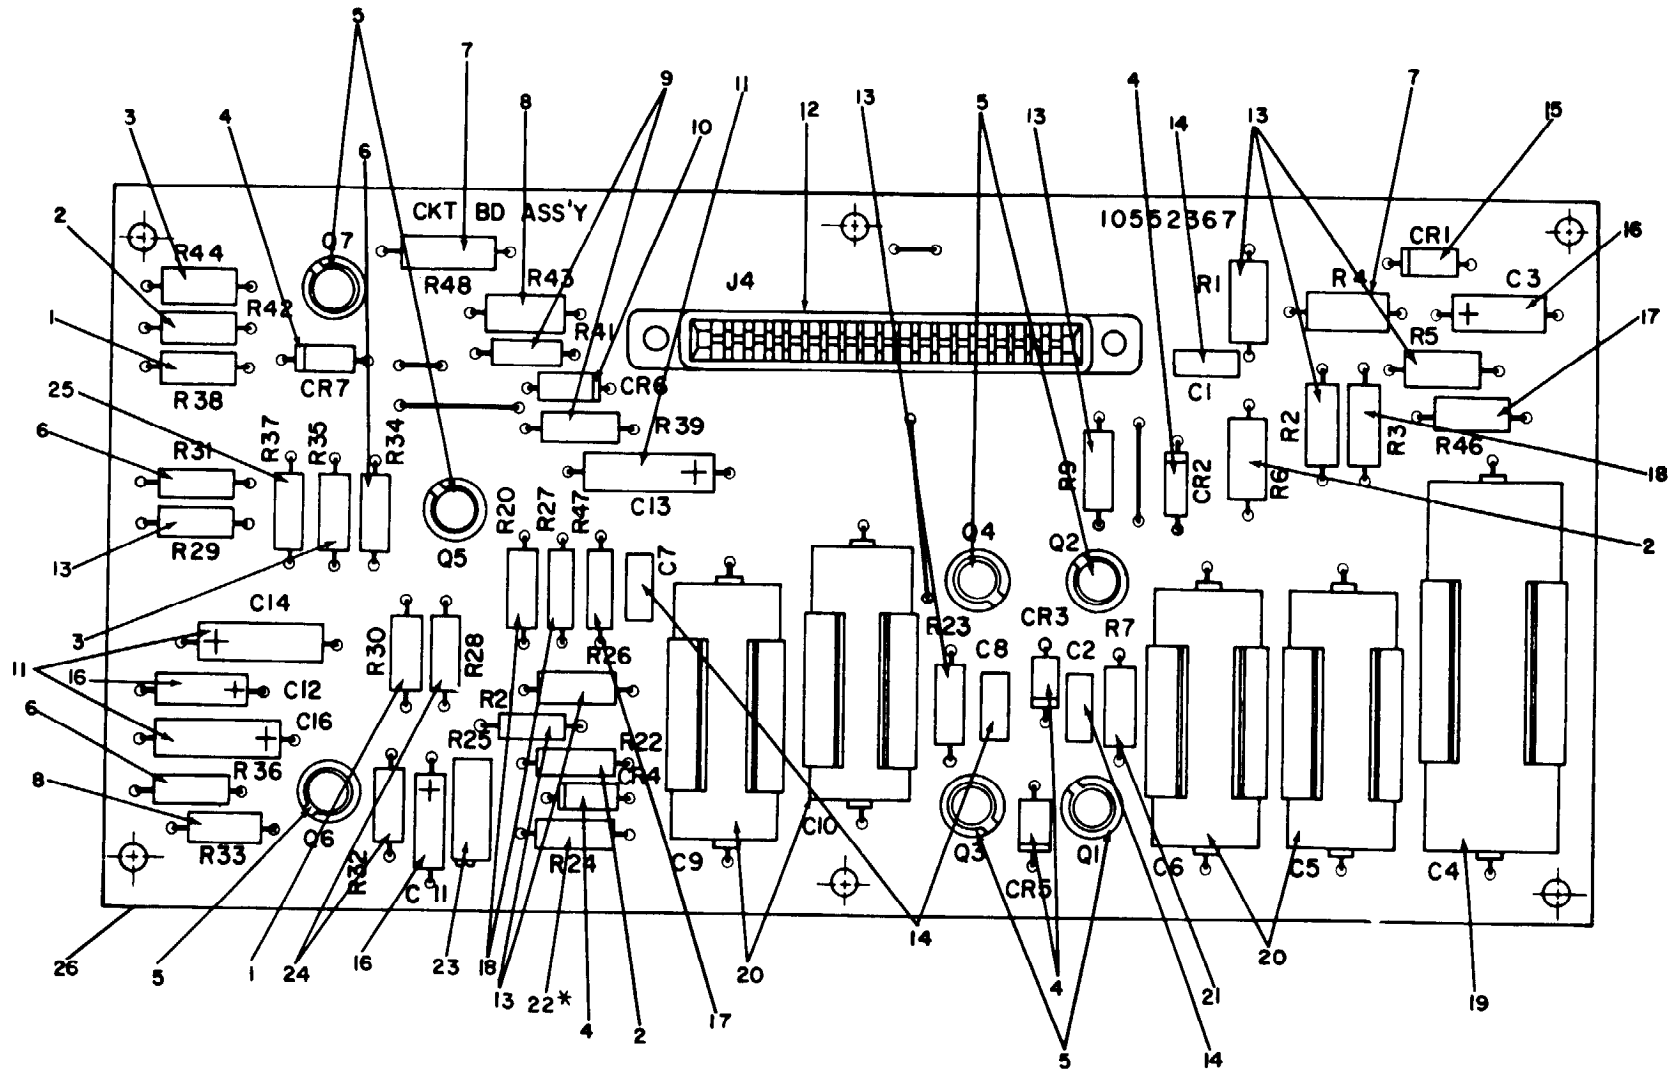 5
7
9
11
8
10
12
13
5
13
4
14
13
7
15
3
4
6
CKT BD ASS'Y
10552367
2
R44
Q7
CR1
16
R48
R43
J4
R1
R4
C3
R42
R41
1
17
R5
R38
CR7
CR6
C1
25
R39
R2
R3
R46
6
R31
R37
R35
R34
18
R9
CR2
R6
C13
R20
R27
R47
13
R29
Q5
C7
Q4
Q2
2
C14
3
CR3
R23
R7
R30
R28
R26
C8
C2
11
16
C12
R2
6
C16
R25
R22
R36
CR4
8
C10
R33
Q6
R32
C 11
R24
C9
Q3
CR5
Q1
C6
C5
C4
14
26
5
1
24
16
23
18
20
4
20
13
22*
17
21
19
4
2
5
14